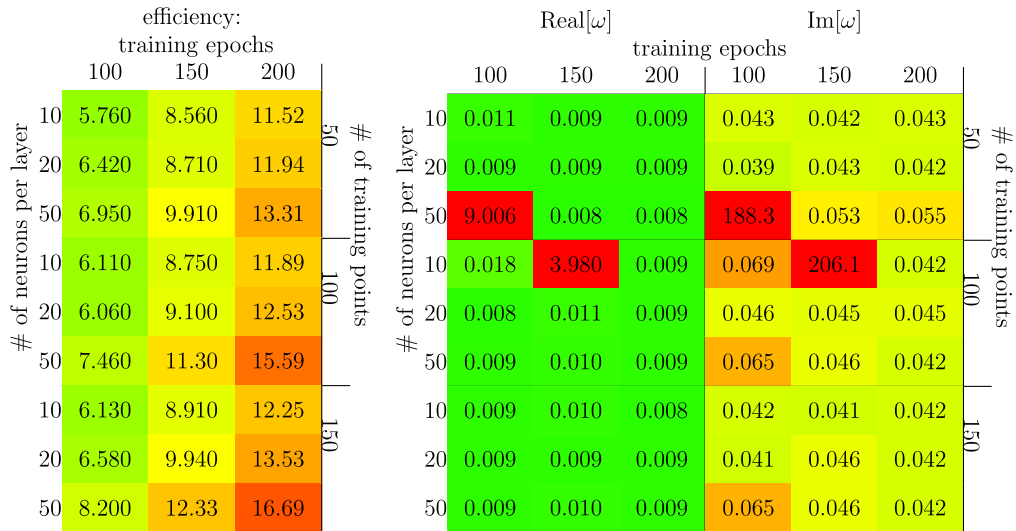 efficiency:
training epochs
100 150 200
# of neurons per layer
10 5.760 8.560 11.52
20 6.420 8.710 11.94
50 6.950 9.910 13.31
10 6.110 8.750 11.89
20 6.060 9.100 12.53
50 7.460 11.30 15.59
10 6.130 8.910 12.25
20 6.580 9.940 13.53
50 8.200 12.33 16.69
50
100
150
# of training points
Real[ω] Im[ω]
training epochs
100 150 200 100 150 200
# of neurons per layer
10 0.011 0.009 0.009 0.043 0.042 0.043
20 0.009 0.009 0.009 0.039 0.043 0.042
50 9.006 0.008 0.008 188.3 0.053 0.055
10 0.018 3.980 0.009 0.069 206.1 0.042
20 0.008 0.011 0.009 0.046 0.045 0.045
50 0.009 0.010 0.009 0.065 0.046 0.042
10 0.009 0.010 0.008 0.042 0.041 0.042
20 0.009 0.009 0.009 0.041 0.046 0.042
50 0.009 0.010 0.009 0.065 0.046 0.042
50
100
150
# of training points